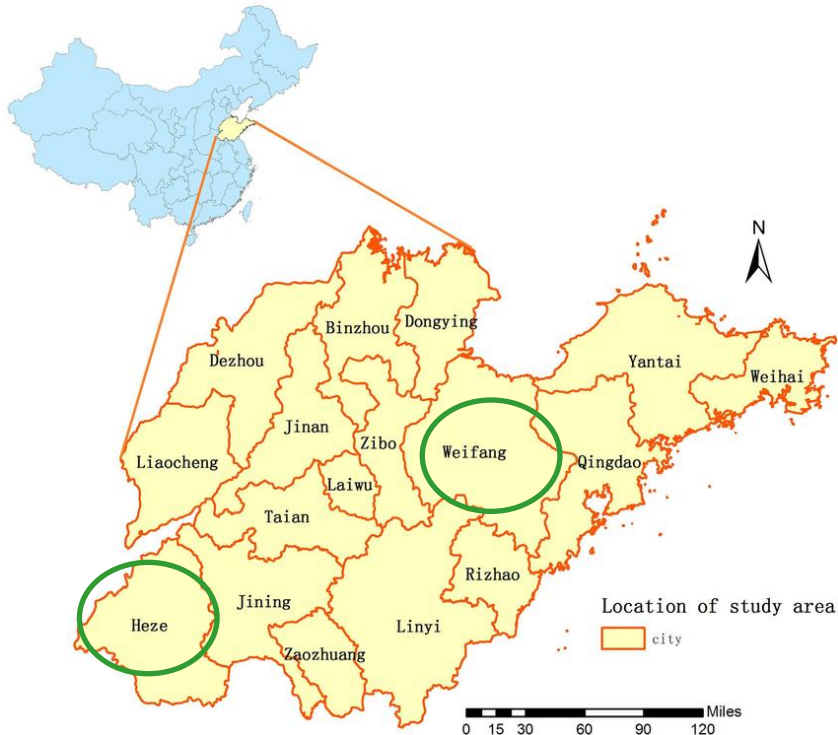 N
Binzhou
Dongying
Dezhou
Yantai
Weihai
Jinan
Zibo
Weifang
Liaocheng
Qingdao
Laiwu
Taian
Rizhao
Jining
Heze
Linyi
Zaozhuang
Location of study area
city
Miles
0 15 30 60 90 120